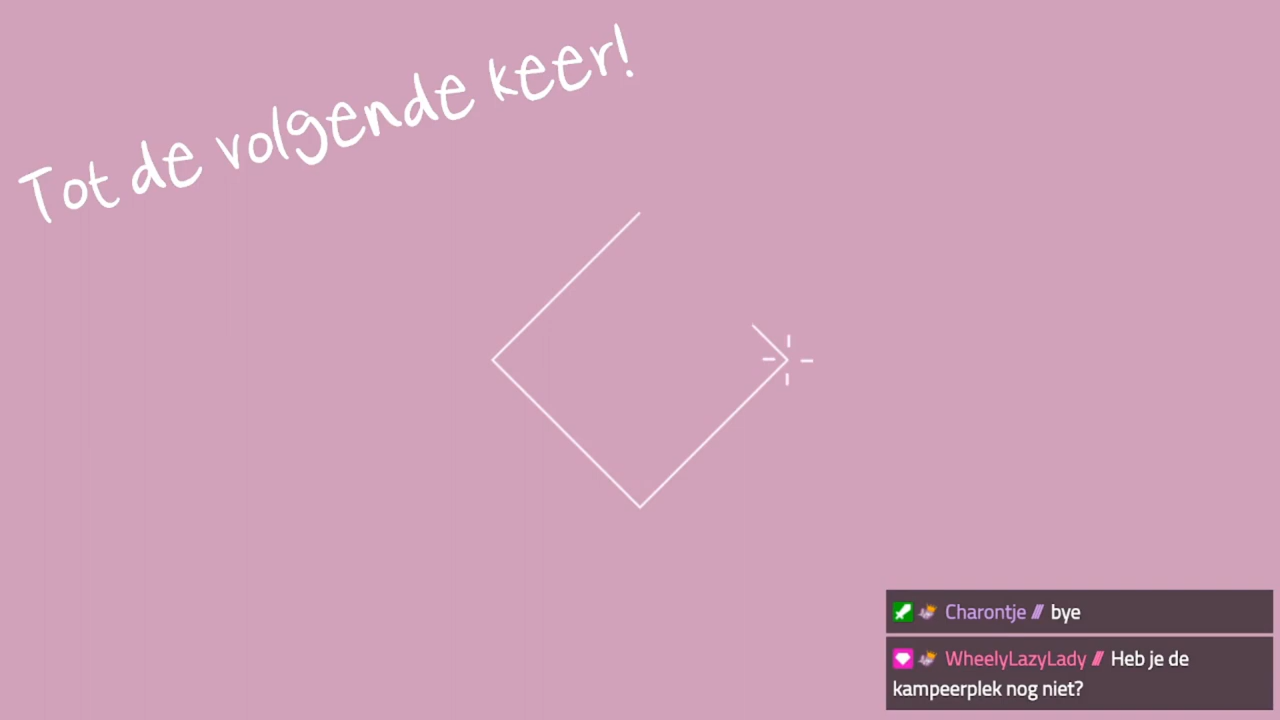 Tot de volgende keer!
Charontje // bye
WheelyLazyLady // Heb je de
kampeerplek nog niet?